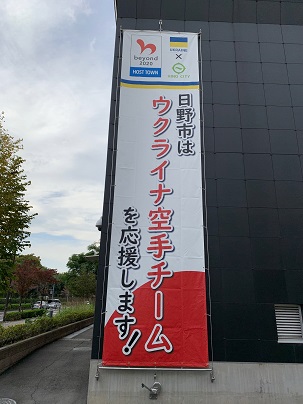 beyond
2020
HOST TOWN
UKRAINE
×
HINO CITY
日野市は
ウクライナ空手チーム
を応援します!